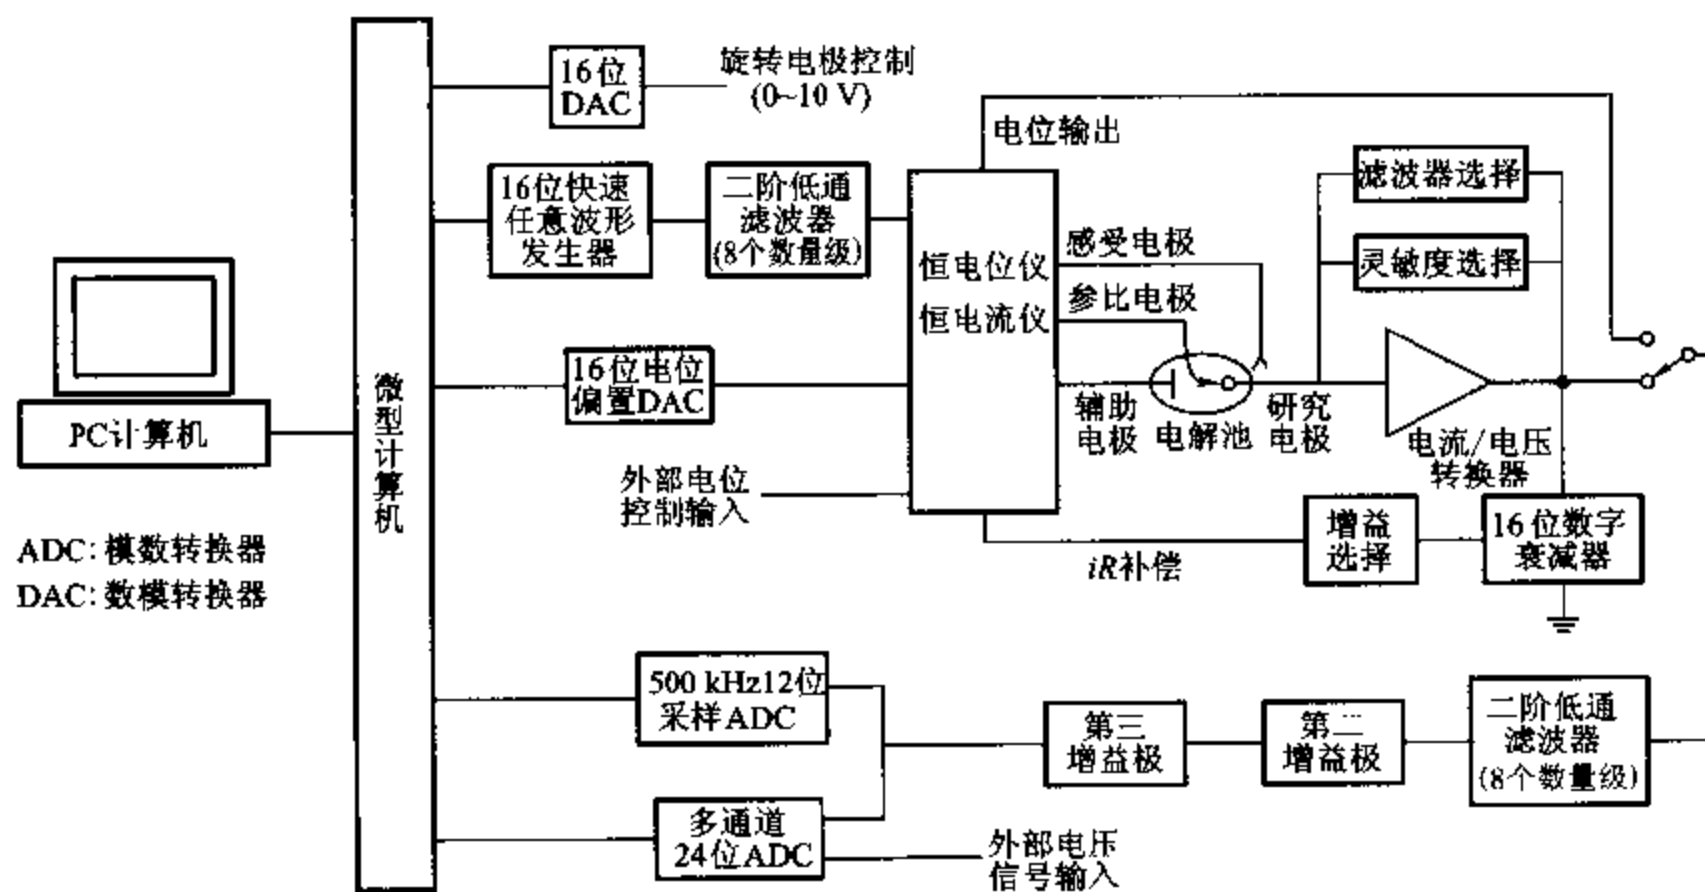 16位
DAC
旋转电极控制
(0~10 V)
电位输出
16位快速
任意波形
发生器
二阶低通
滤波器
(8个数量级)
恒电位仪
恒电流仪
感受电极
参比电极
滤波器选择
灵敏度选择
16位电位
偏置DAC
辅助
电极
电解池
研究
电极
电流/电压
转换器
PC计算机
微型计算机
外部电位
控制输入
iR补偿
增益
选择
16位数字
衰减器
ADC: 模数转换器
DAC: 数模转换器
500 kHz12位
采样ADC
第三
增益极
第二
增益极
二阶低通
滤波器
(8个数量级)
多通道
24位ADC
外部电压
信号输入